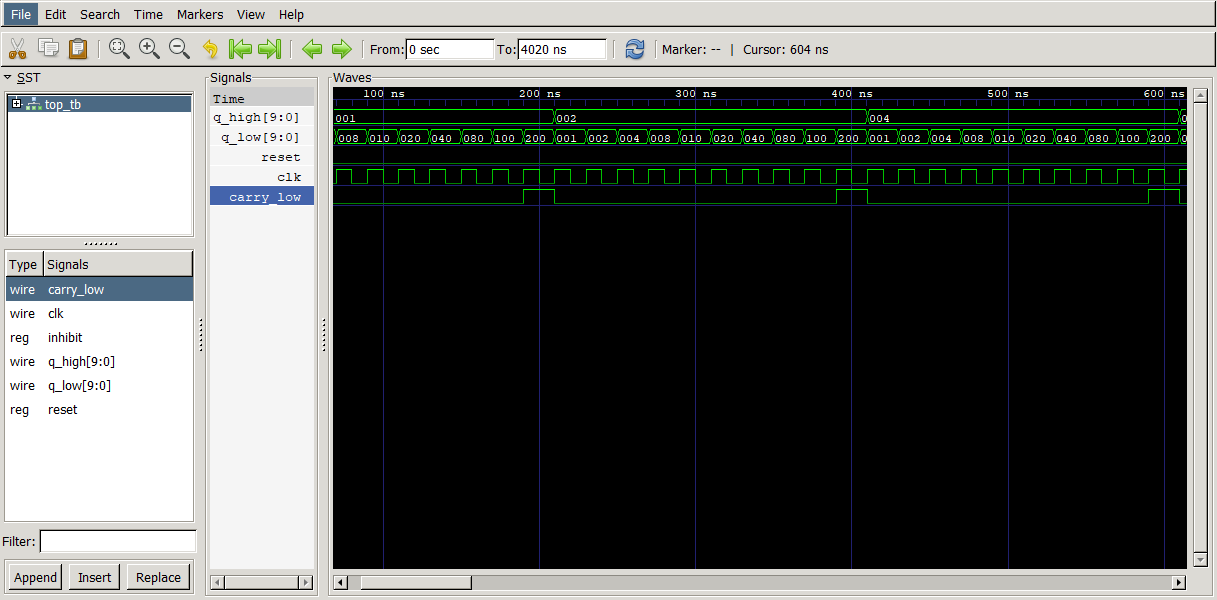 File Edit Search Time Markers View Help
From: 0 sec To: 4020 ns Marker: -- | Cursor: 604 ns
SST
top_tb
Type Signals
wire carry_low
wire clk
reg inhibit
wire q_high[9:0]
wire q_low[9:0]
reg reset
Filter:
Append Insert Replace
Signals
Time
q_high[9:0]
q_low[9:0]
reset
clk
carry_low
Waves
100 ns 200 ns 300 ns 400 ns 500 ns 600 ns
001 002 004
008 010 020 040 080 100 200 001 002 004 008 010 020 040 080 100 200 001 002 004 008 010 020 040 080 100 200